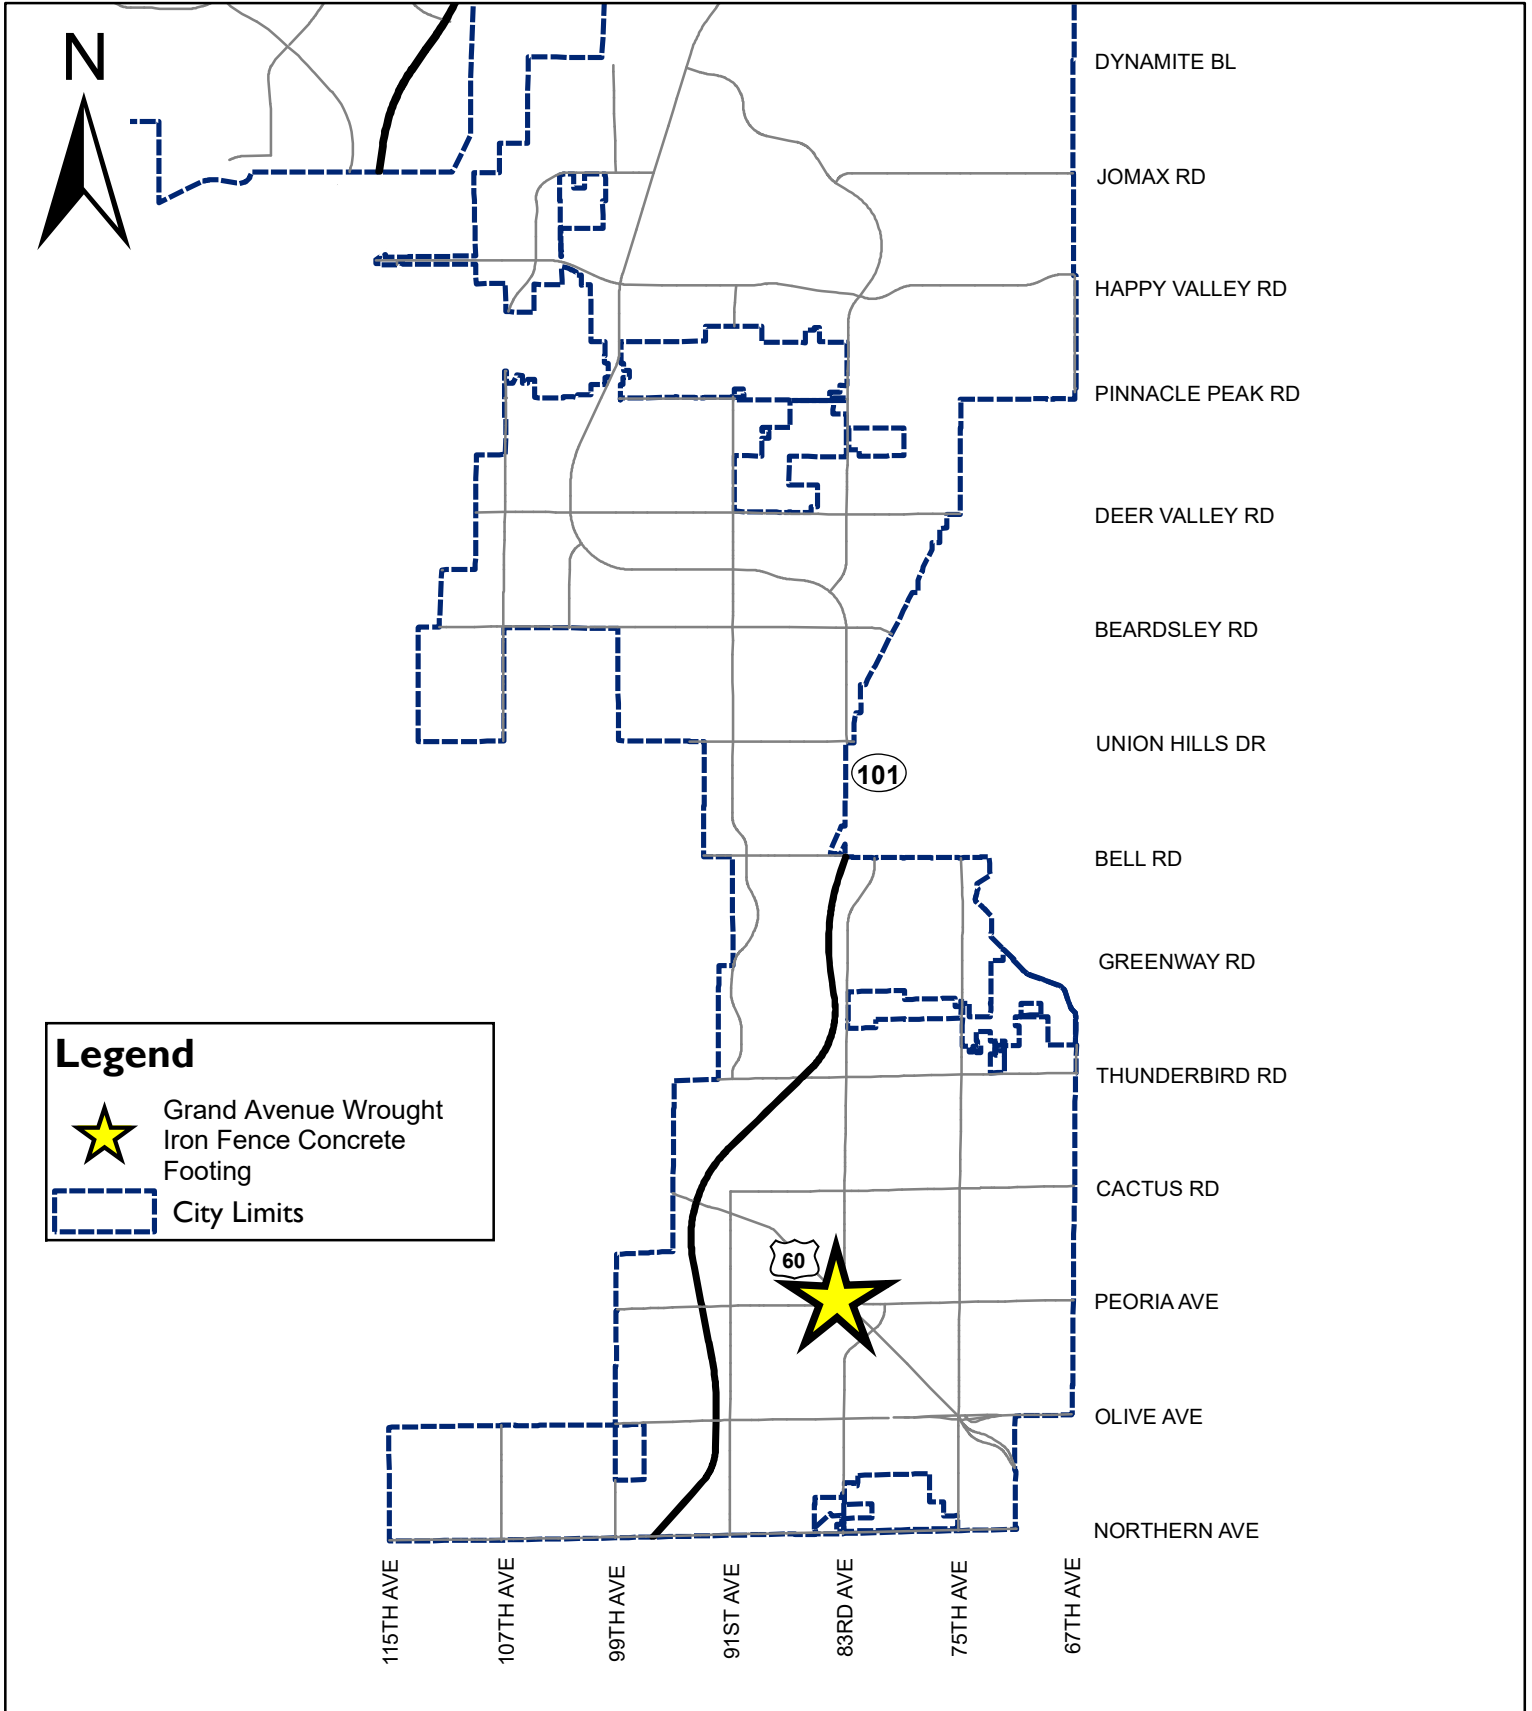 N
DYNAMITE BL
JOMAX RD
HAPPY VALLEY RD
PINNACLE PEAK RD
DEER VALLEY RD
BEARDSLEY RD
UNION HILLS DR
101
BELL RD
GREENWAY RD
Legend
Grand Avenue Wrought
Iron Fence Concrete
Footing
City Limits
THUNDERBIRD RD
CACTUS RD
60
PEORIA AVE
OLIVE AVE
NORTHERN AVE
115TH AVE
107TH AVE
99TH AVE
91ST AVE
83RD AVE
75TH AVE
67TH AVE